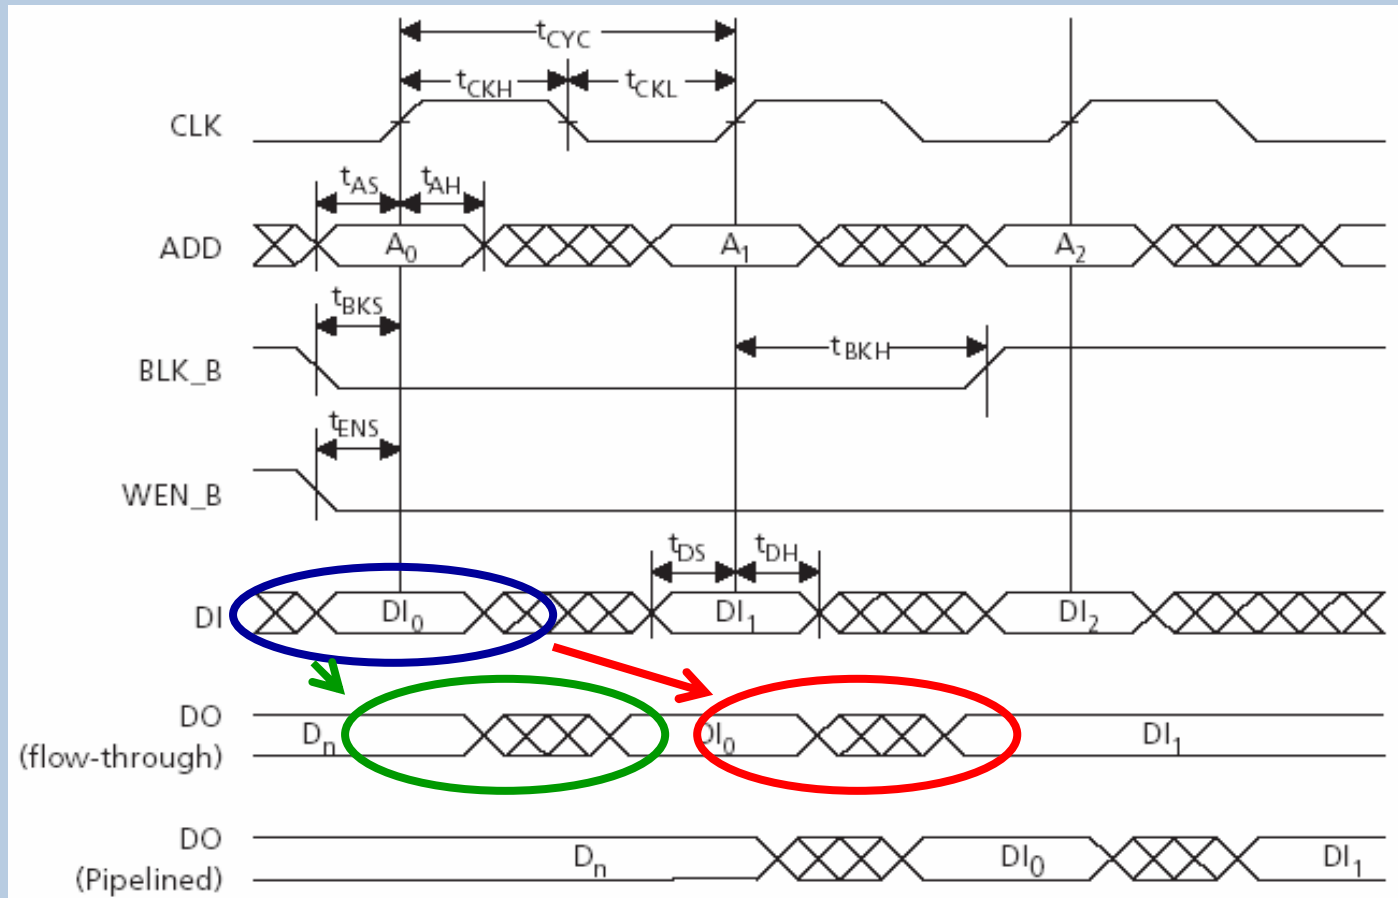 tCYC
tCKH tCKL
CLK
tAS tAH
ADD A0 A1 A2
tBKS
tBKH
BLK_B
tENS
WEN_B
tDS tDH
DI DI0 DI1 DI2
DO
(flow-through) Dn DI0 DI1
DO
(Pipelined) Dn DI0 DI1